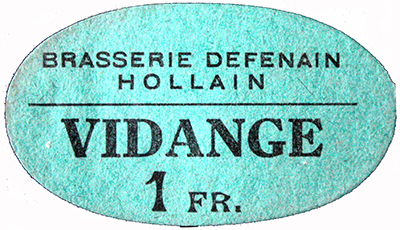 BRASSERIE DEFENAIN
HOLLAIN
VIDANGE
1 FR.